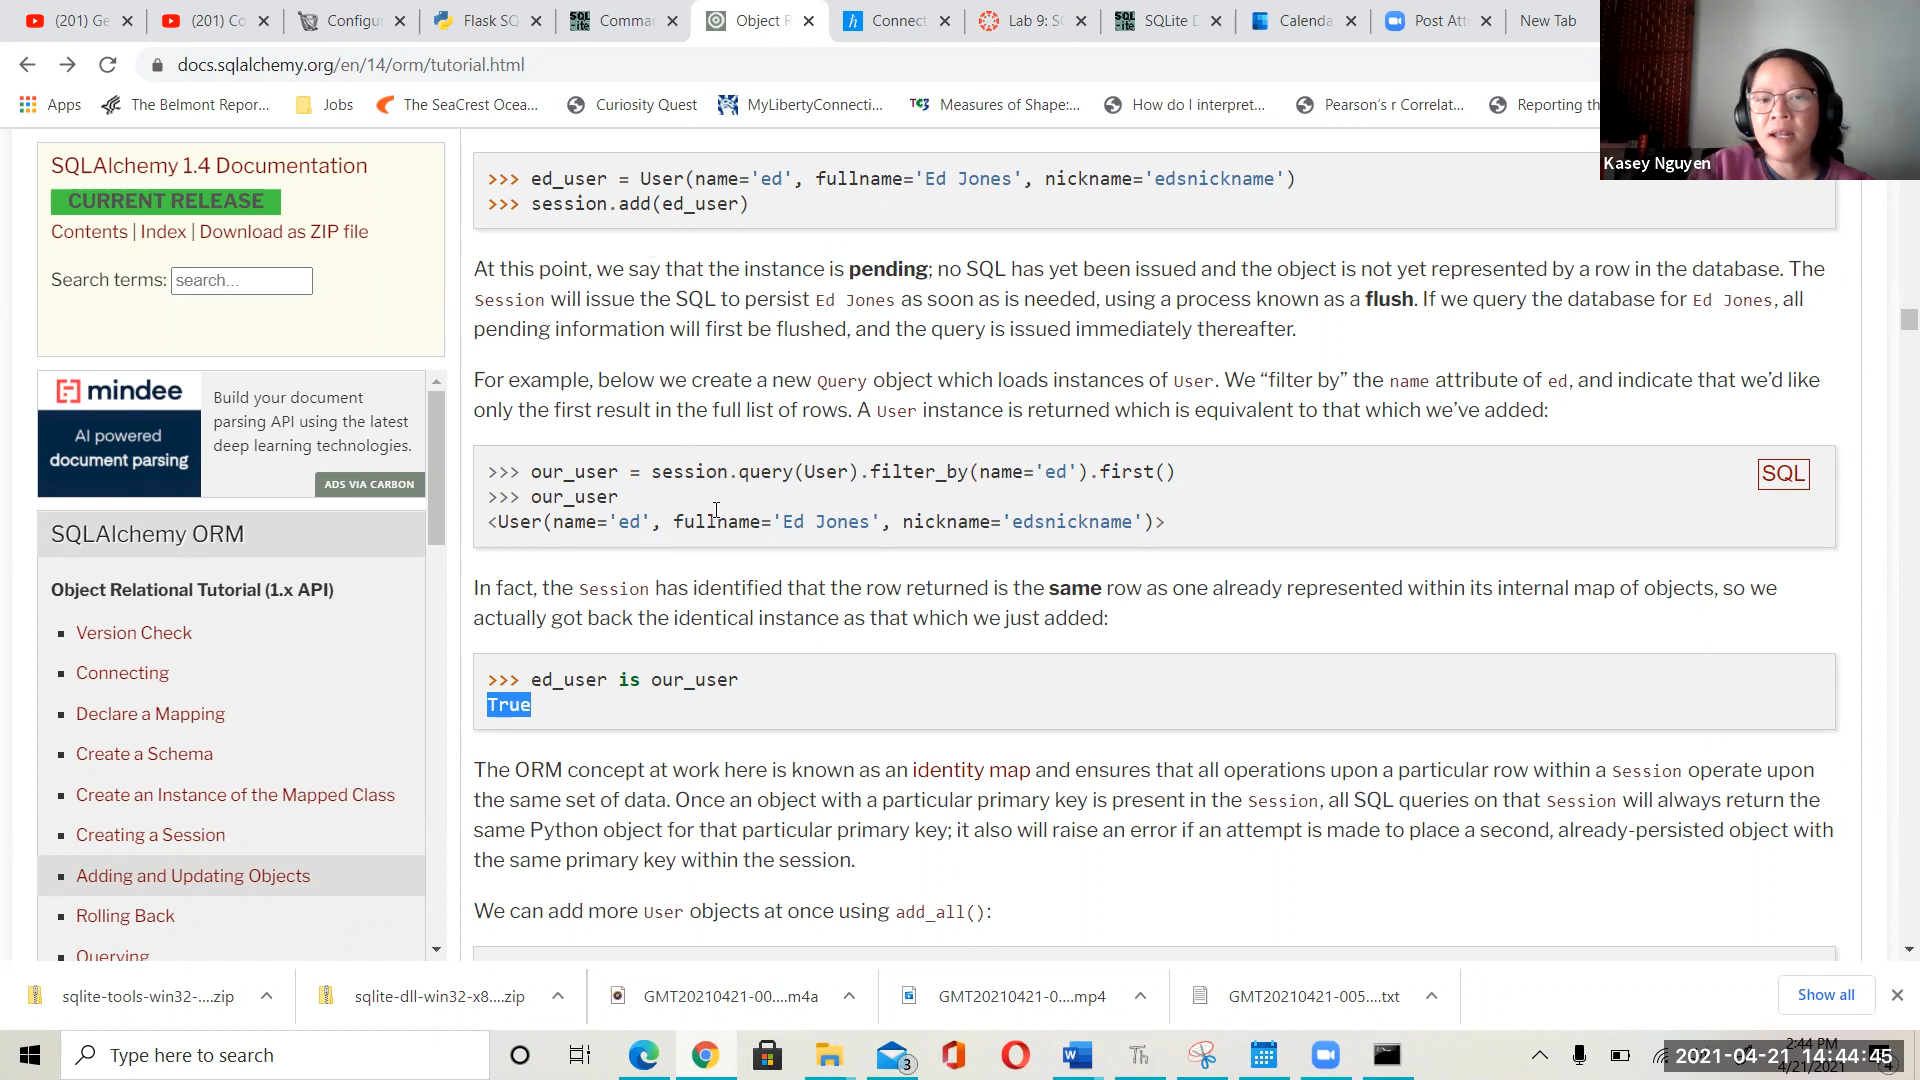 (201) Ge
(201) Co
Configur
Flask SQ
Comman
Object R
Connect
Lab 9: SC
SQLite D
Calenda
Post Att
New Tab
docs.sqlalchemy.org/en/14/orm/tutorial.html
Apps
The Belmont Repor...
Jobs
The SeaCrest Ocea...
Curiosity Quest
MyLibertyConnecti...
Measures of Shape:...
How do I interpret...
Pearson's r Correlat...
Reporting th
Kasey Nguyen
SQLAlchemy 1.4 Documentation
CURRENT RELEASE
Contents | Index | Download as ZIP file
Search terms: search...
mindee
AI powered
document parsing
Build your document
parsing API using the latest
deep learning technologies.
ADS VIA CARBON
SQLAlchemy ORM
Object Relational Tutorial (1.x API)
Version Check
Connecting
Declare a Mapping
Create a Schema
Create an Instance of the Mapped Class
Creating a Session
Adding and Updating Objects
Rolling Back
Querying
>>> ed_user = User(name='ed', fullname='Ed Jones', nickname='edsnickname')
>>> session.add(ed_user)
At this point, we say that the instance is pending; no SQL has yet been issued and the object is not yet represented by a row in the database. The
Session will issue the SQL to persist Ed Jones as soon as is needed, using a process known as a flush. If we query the database for Ed Jones, all
pending information will first be flushed, and the query is issued immediately thereafter.
For example, below we create a new Query object which loads instances of User. We “filter by” the name attribute of ed, and indicate that we’d like
only the first result in the full list of rows. A User instance is returned which is equivalent to that which we’ve added:
>>> our_user = session.query(User).filter_by(name='ed').first()
SQL
>>> our_user
<User(name='ed', fullname='Ed Jones', nickname='edsnickname')>
In fact, the Session has identified that the row returned is the same row as one already represented within its internal map of objects, so we
actually got back the identical instance as that which we just added:
>>> ed_user is our_user
True
The ORM concept at work here is known as an identity map and ensures that all operations upon a particular row within a Session operate upon
the same set of data. Once an object with a particular primary key is present in the Session, all SQL queries on that Session will always return the
same Python object for that particular primary key; it also will raise an error if an attempt is made to place a second, already-persisted object with
the same primary key within the session.
We can add more User objects at once using add_all():
sqlite-tools-win32-....zip
sqlite-dll-win32-x8....zip
GMT20210421-00....m4a
GMT20210421-0....mp4
GMT20210421-005....txt
Show all
Type here to search
3
2:44 PM
2021-04-21 14:44:45
4/21/2021